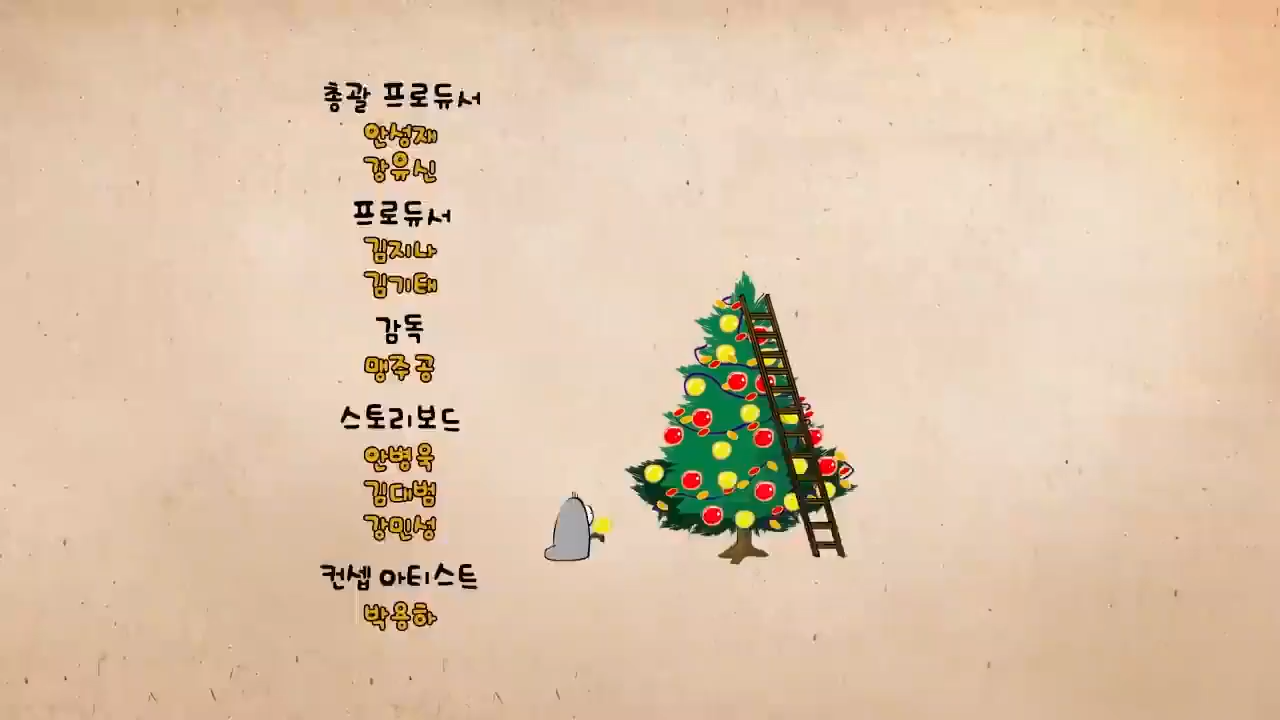 총괄 프로듀서
안성재
강유신
프로듀서
김지나
김기태
감독
맹주공
스토리보드
안병욱
김대범
강민성
컨셉 아티스트
박용하